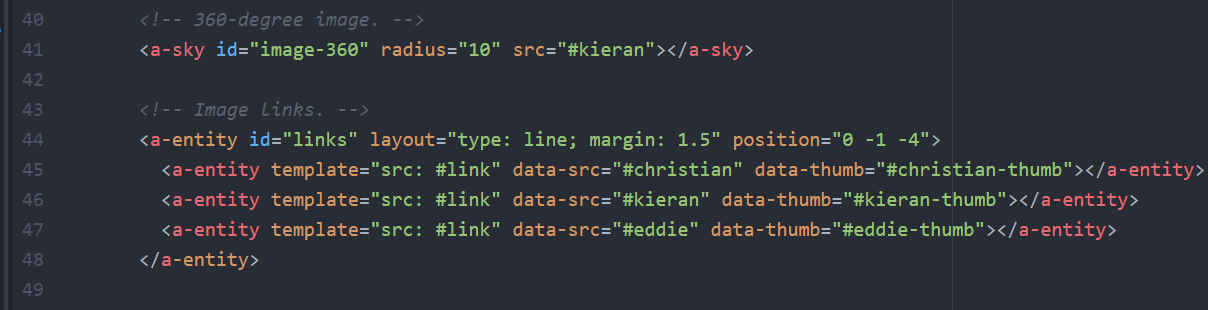 40 <!-- 360-degree image. -->
41 <a-sky id="image-360" radius="10" src="#kieran"></a-sky>
42
43 <!-- Image links. -->
44 <a-entity id="links" layout="type: line; margin: 1.5" position="0 -1 -4">
45 <a-entity template="src: #link" data-src="#christian" data-thumb="#christian-thumb"></a-entity>
46 <a-entity template="src: #link" data-src="#kieran" data-thumb="#kieran-thumb"></a-entity>
47 <a-entity template="src: #link" data-src="#eddie" data-thumb="#eddie-thumb"></a-entity>
48 </a-entity>
49